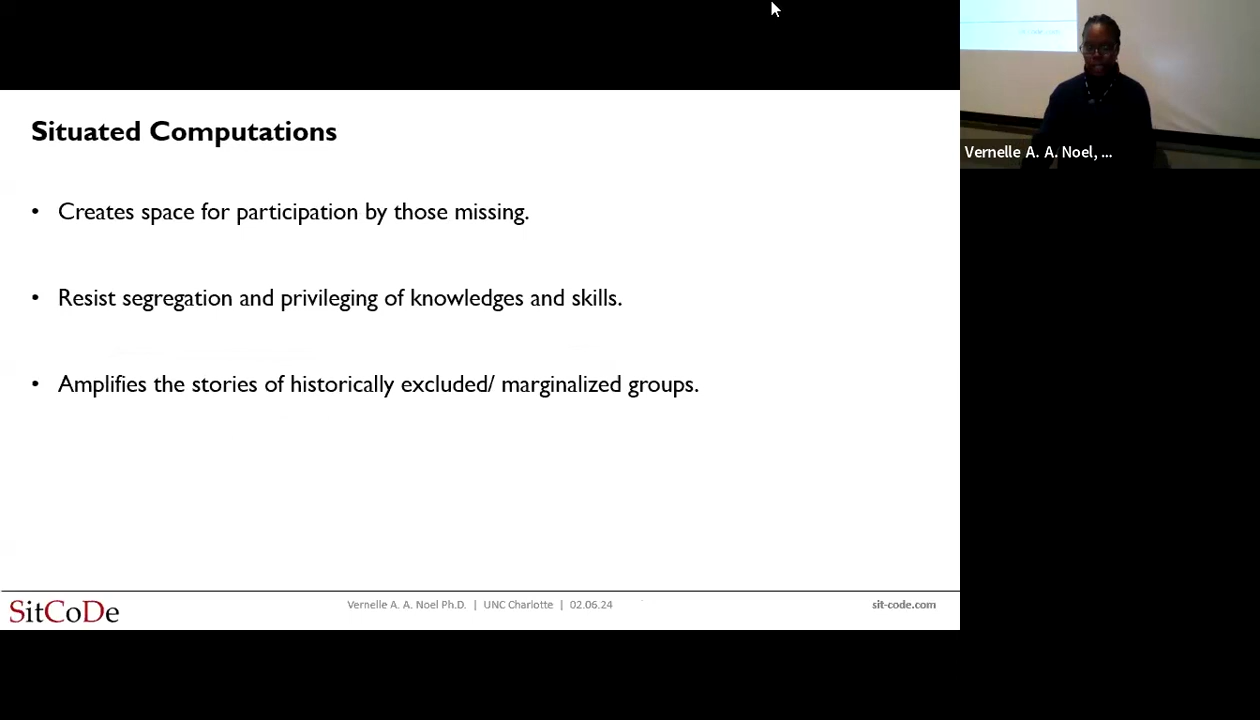 Situated Computations
• Creates space for participation by those missing.
• Resist segregation and privileging of knowledges and skills.
• Amplifies the stories of historically excluded/ marginalized groups.
SitCoDe
Vernelle A. A. Noel Ph.D. | UNC Charlotte | 02.06.24
sit-code.com
Vernelle A. A. Noel, ...